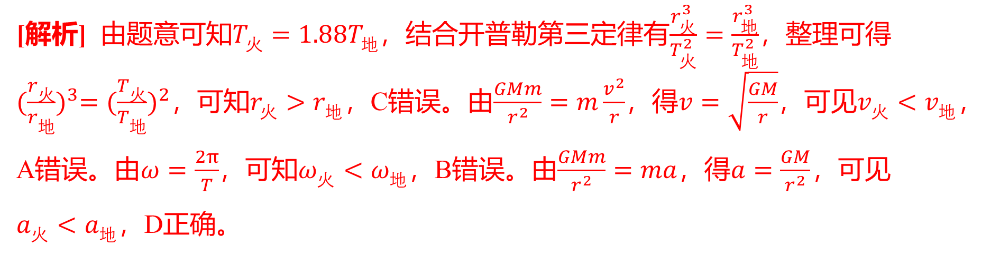 [解析] 由题意可知$T_{火} = 1.88T_{地}$，结合开普勒第三定律有$\frac{r_{火}^{3}}{T_{火}^{2}} = \frac{r_{地}^{3}}{T_{地}^{2}}$，整理可得
$(\frac{r_{火}}{r_{地}})^{3} = (\frac{T_{火}}{T_{地}})^{2}$，可知$r_{火} > r_{地}$，C错误。由$\frac{GMm}{r^{2}} = m\frac{v^{2}}{r}$，得$v = \sqrt{\frac{GM}{r}}$，可见$v_{火} < v_{地}$，
A错误。由$\omega = \frac{2\pi}{T}$，可知$\omega_{火} < \omega_{地}$，B错误。由$\frac{GMm}{r^{2}} = ma$，得$a = \frac{GM}{r^{2}}$，可见
$a_{火} < a_{地}$，D正确。